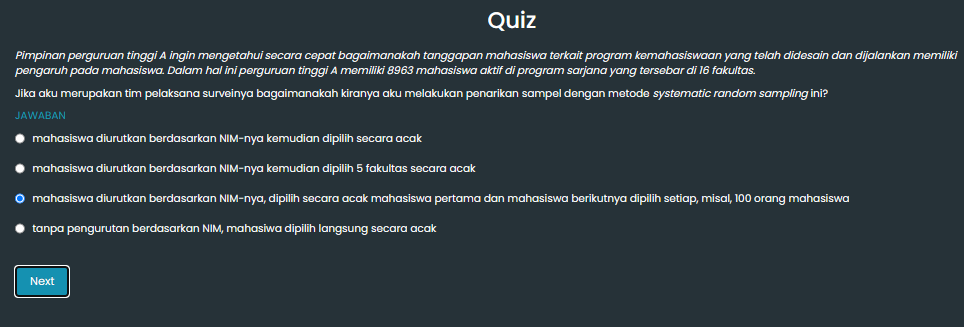 Quiz
Pimpinan perguruan tinggi A ingin mengetahui secara cepat bagaimanakah tanggapan mahasiswa terkait program kemahasiswaan yang telah didesain dan dijalankan memiliki
pengaruh pada mahasiswa. Dalam hal ini perguruan tinggi A memiliki 8963 mahasiswa aktif di program sarjana yang tersebar di 16 fakultas.
Jika aku merupakan tim pelaksana surveinya bagaimanakah kiranya aku melakukan penarikan sampel dengan metode systematic random sampling ini?
JAWABAN
mahasiswa diurutkan berdasarkan NIM-nya kemudian dipilih secara acak
mahasiswa diurutkan berdasarkan NIM-nya kemudian dipilih 5 fakultas secara acak
mahasiswa diurutkan berdasarkan NIM-nya, dipilih secara acak mahasiswa pertama dan mahasiswa berikutnya dipilih setiap, misal, 100 orang mahasiswa
tanpa pengurutan berdasarkan NIM, mahasiwa dipilih langsung secara acak
Next